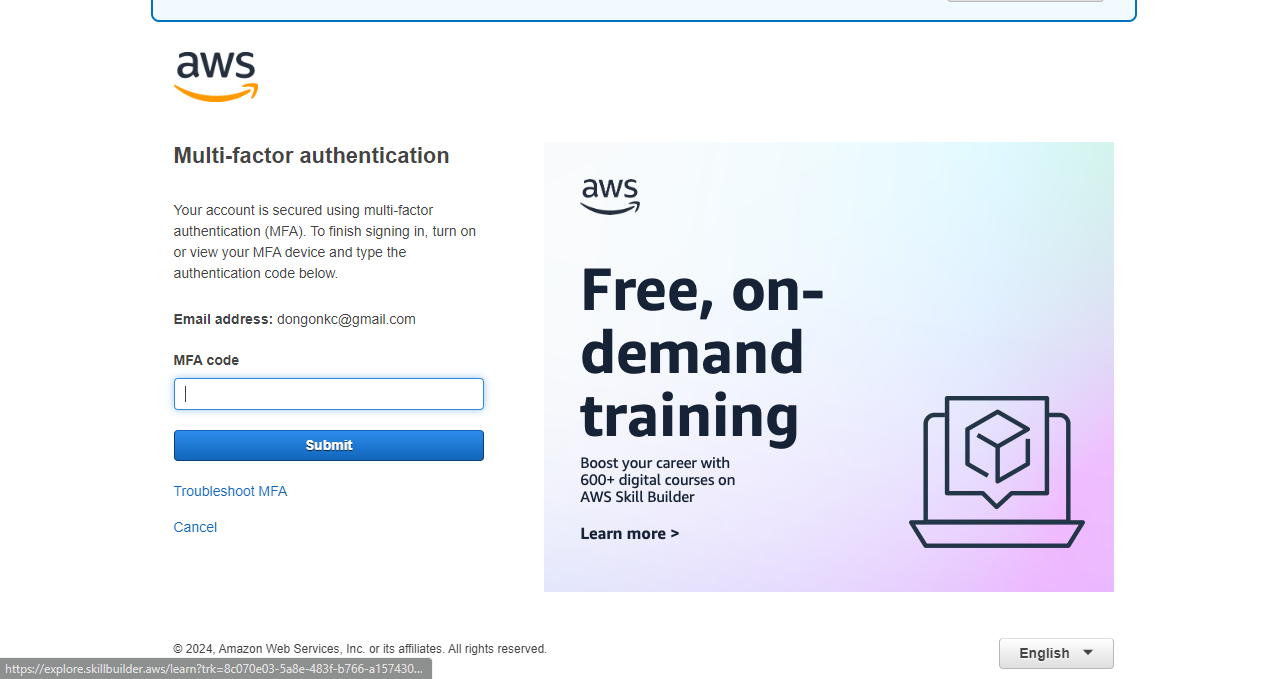 aws
Multi-factor authentication
Your account is secured using multi-factor
authentication (MFA). To finish signing in, turn on
or view your MFA device and type the
authentication code below.
Email address: dongonkc@gmail.com
MFA code
Submit
Troubleshoot MFA
Cancel
aws
Free, on-
demand
training
Boost your career with
600+ digital courses on
AWS Skill Builder
Learn more >
© 2024, Amazon Web Services, Inc. or its affiliates. All rights reserved.
English
https://explore.skillbuilder.aws/learn?trk=8c070e03-5a8e-483f-b766-a157430...